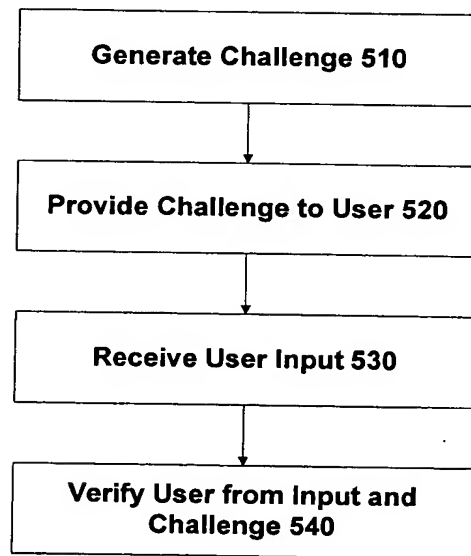 Generate Challenge 510
Provide Challenge to User 520
Receive User Input 530
Verify User from Input and
Challenge 540